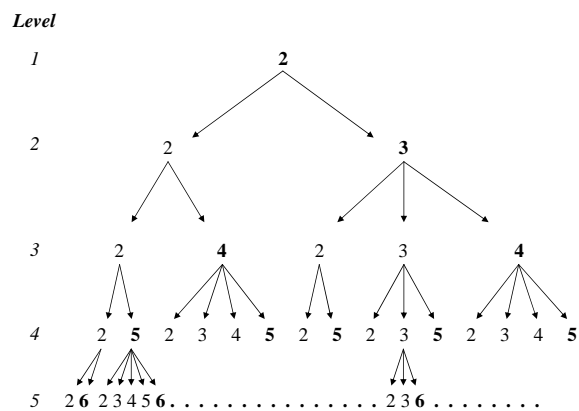 Level
1 2
2 2 3
3 2 4 2 3 4
4 2 5 2 3 4 5 2 5 2 3 5 2 3 4 5
5 2 6 2 3 4 5 6 . . . . . . . . . . . . . . . 2 3 6 . . . . . . . .